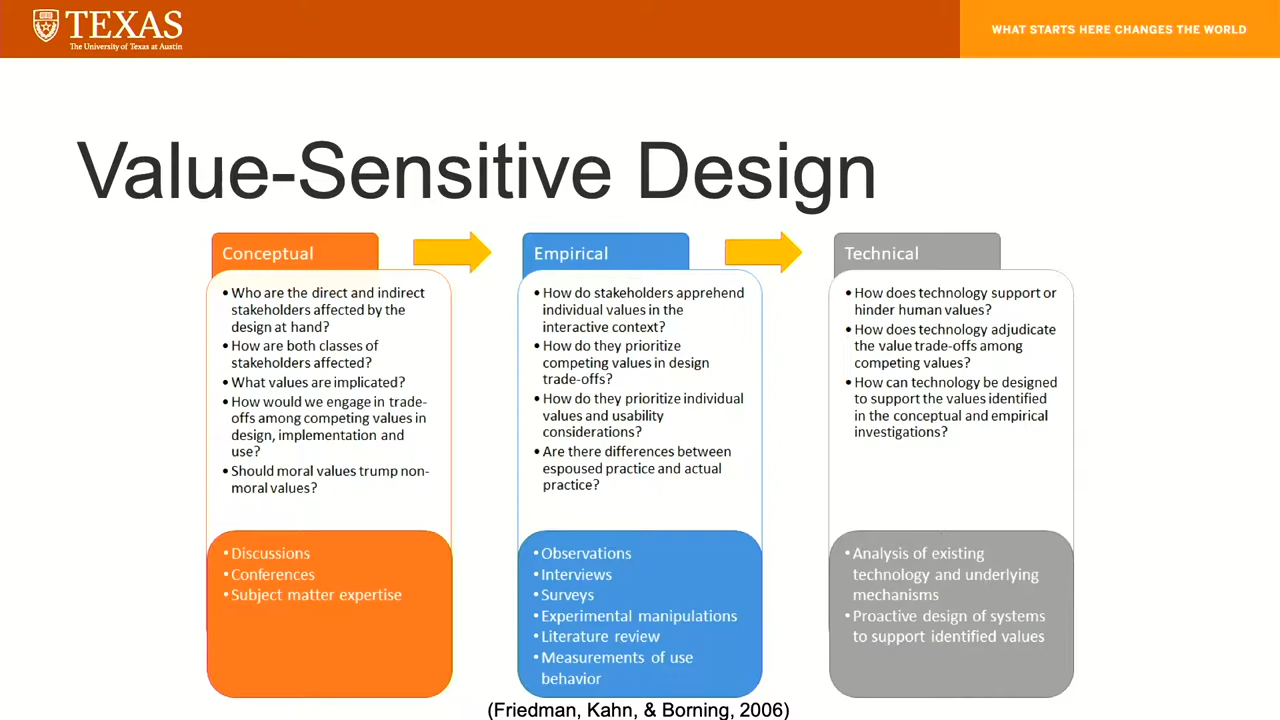 TEXAS
The University of Texas at Austin
WHAT STARTS HERE CHANGES THE WORLD
Value-Sensitive Design
Conceptual
• Who are the direct and indirect
stakeholders affected by the
design at hand?
• How are both classes of
stakeholders affected?
• What values are implicated?
• How would we engage in trade-
offs among competing values in
design, implementation and
use?
• Should moral values trump non-
moral values?
• Discussions
• Conferences
• Subject matter expertise
Empirical
• How do stakeholders apprehend
individual values in the
interactive context?
• How do they prioritize
competing values in design
trade-offs?
• How do they prioritize individual
values and usability
considerations?
• Are there differences between
espoused practice and actual
practice?
• Observations
• Interviews
• Surveys
• Experimental manipulations
• Literature review
• Measurements of use
behavior
Technical
• How does technology support or
hinder human values?
• How does technology adjudicate
the value trade-offs among
competing values?
• How can technology be designed
to support the values identified
in the conceptual and empirical
investigations?
• Analysis of existing
technology and underlying
mechanisms
• Proactive design of systems
to support identified values
(Friedman, Kahn, & Borning, 2006)